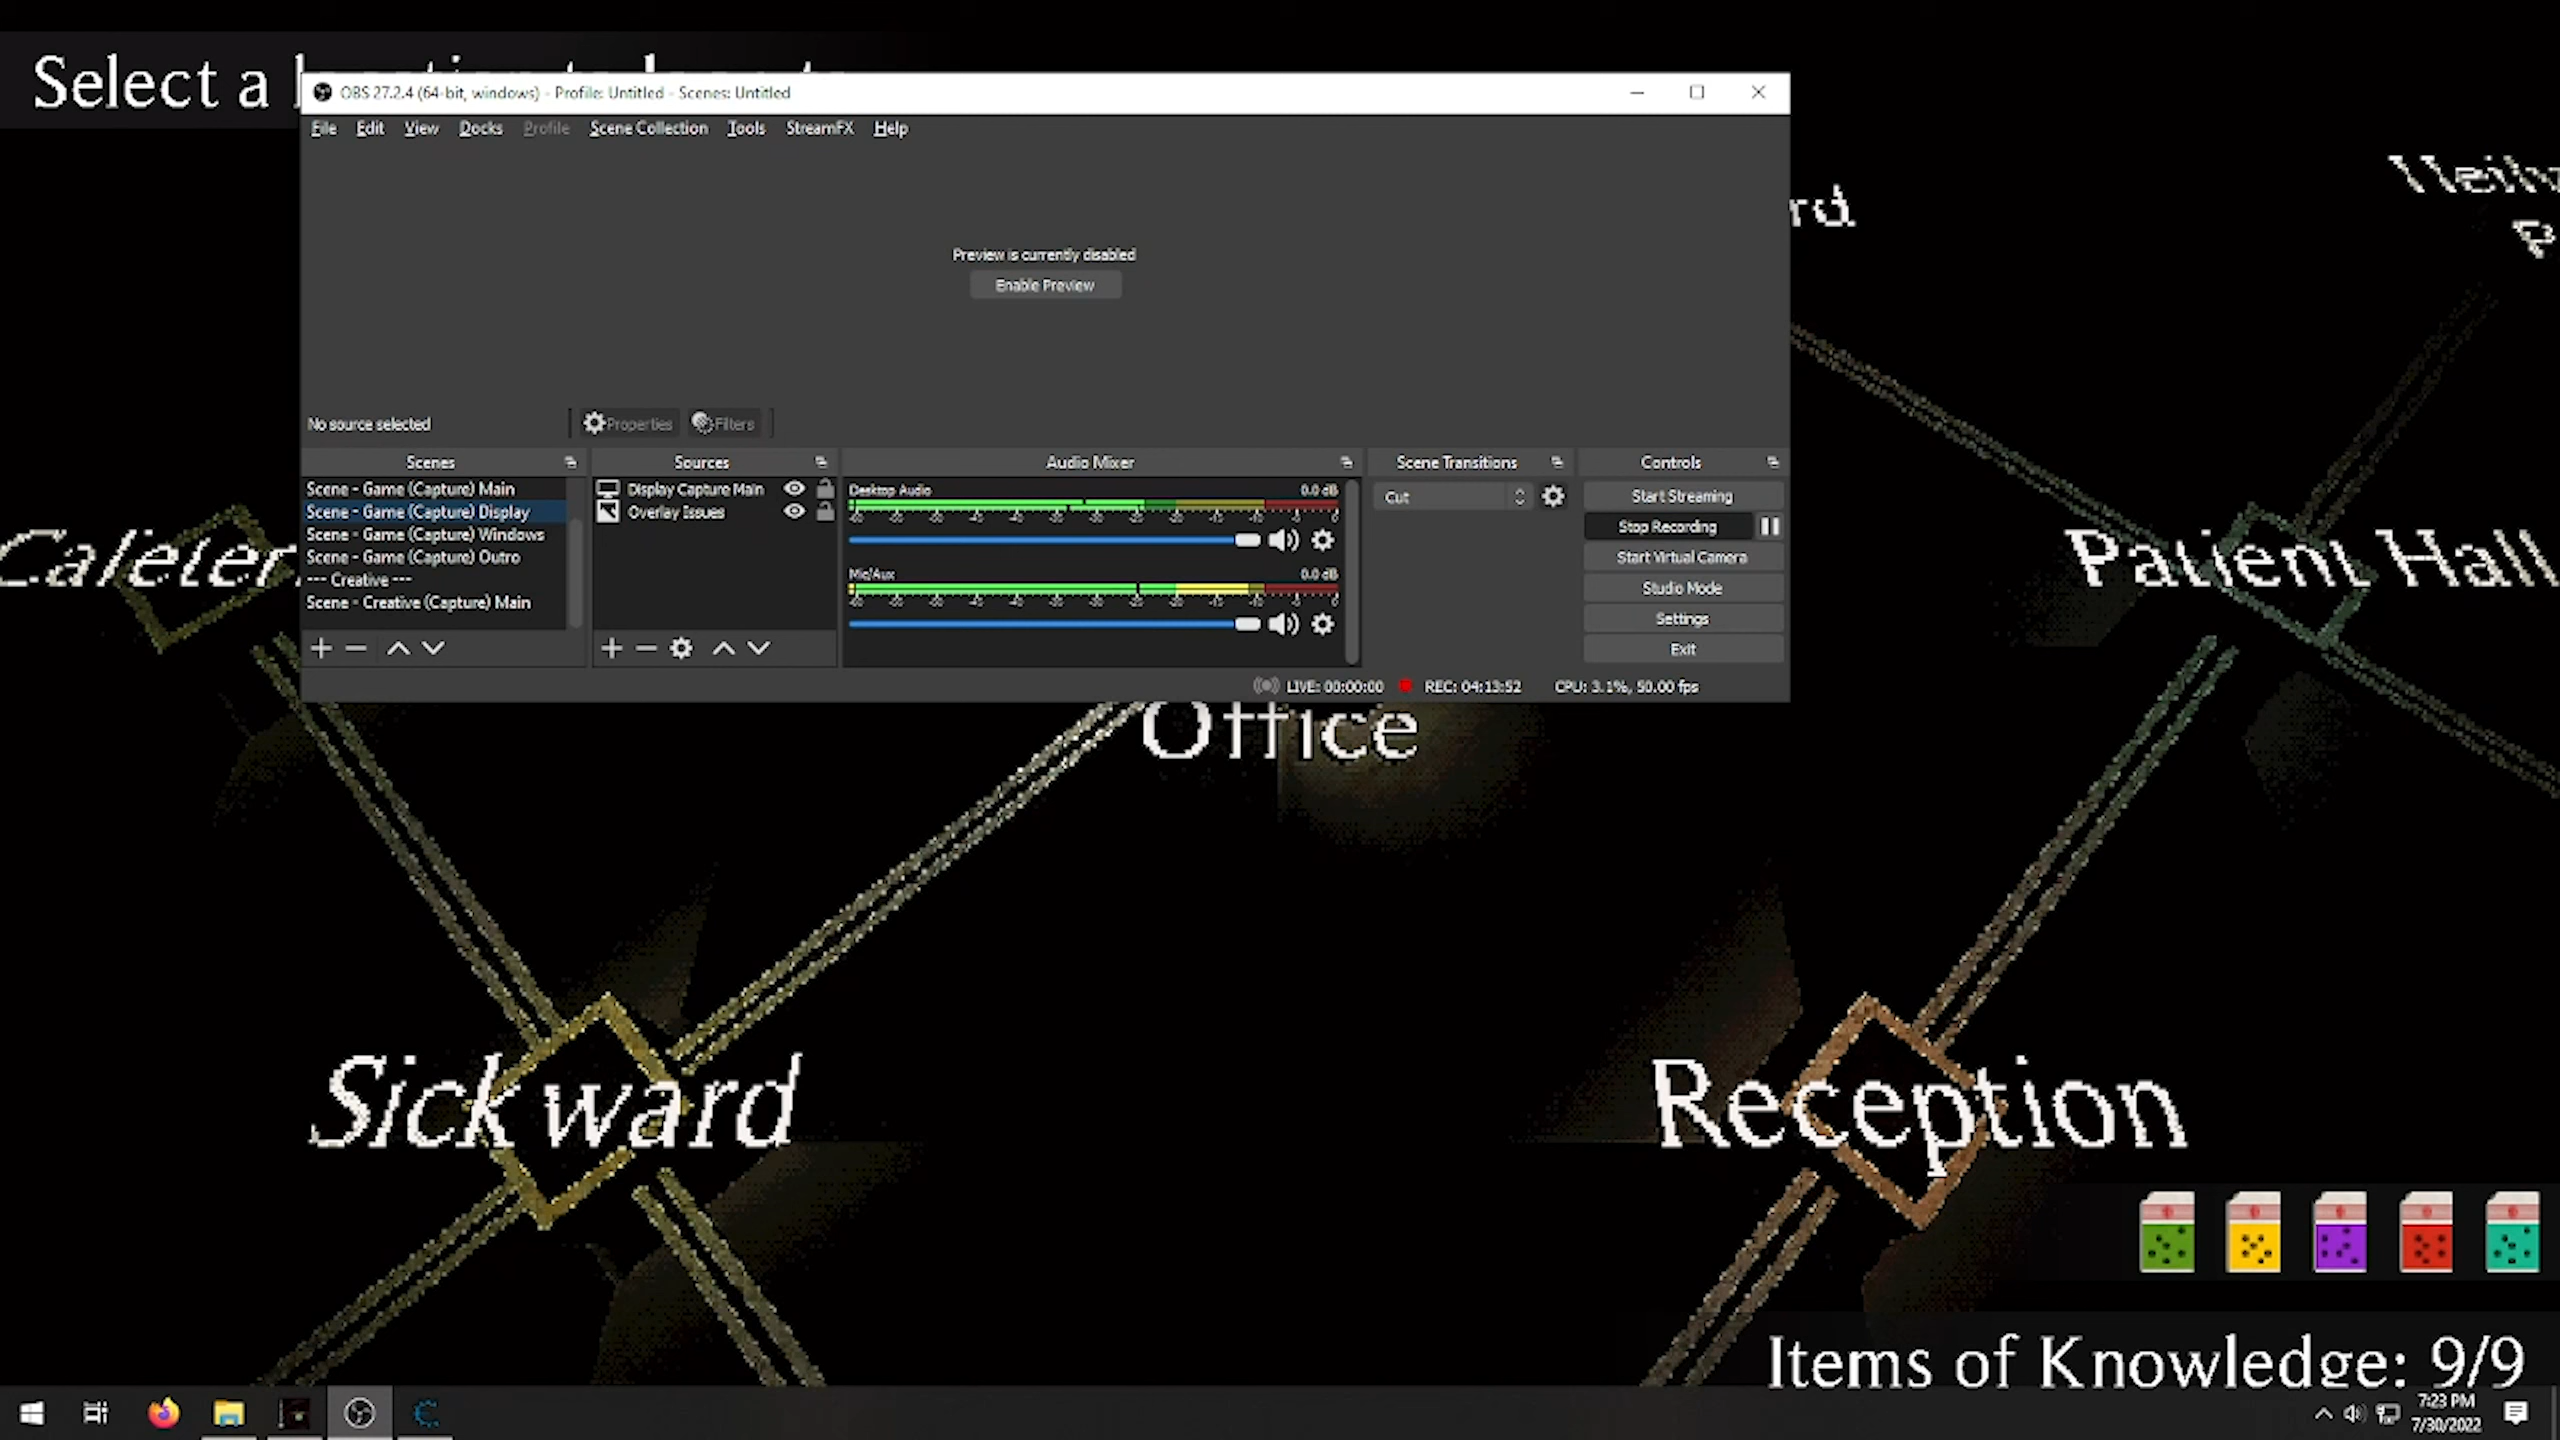 Select a
OBS 27.2.4 (64-bit, windows) - Profile: Untitled - Scenes: Untitled
File Edit View Docks Profile Scene Collection Tools StreamFX Help
Preview is currently disabled
Enable Preview
No source selected
Properties
Filters
Scenes
Scene - Game (Capture) Main
Scene - Game (Capture) Display
Scene - Game (Capture) Windows
Scene - Game (Capture) Outro
--- Creative ---
Scene - Creative (Capture) Main
Sources
Display Capture Main
Overlay Issues
Audio Mixer
Desktop Audio 0.0 dB
Mic/Aux 0.0 dB
Scene Transitions
Cut
Controls
Start Streaming
Stop Recording
Start Virtual Camera
Studio Mode
Settings
Exit
LIVE: 00:00:00 REC: 04:13:52 CPU: 3.1%, 50.00 fps
rd
Patient Hall
Office
Sick ward
Reception
Items of Knowledge: 9/9
7:23 PM
7/30/2022